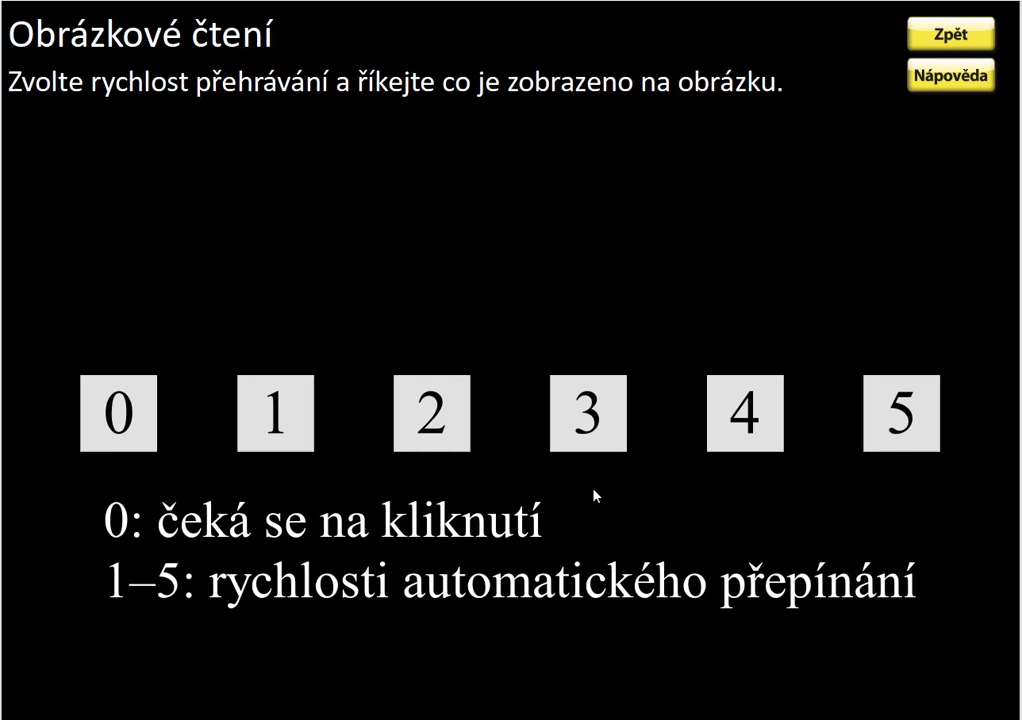 Obrázkové čtení
Zpět
Zvolte rychlost přehrávání a říkejte co je zobrazeno na obrázku.
Nápověda
0 1 2 3 4 5
0: čeká se na kliknutí
1–5: rychlosti automatického přepínání